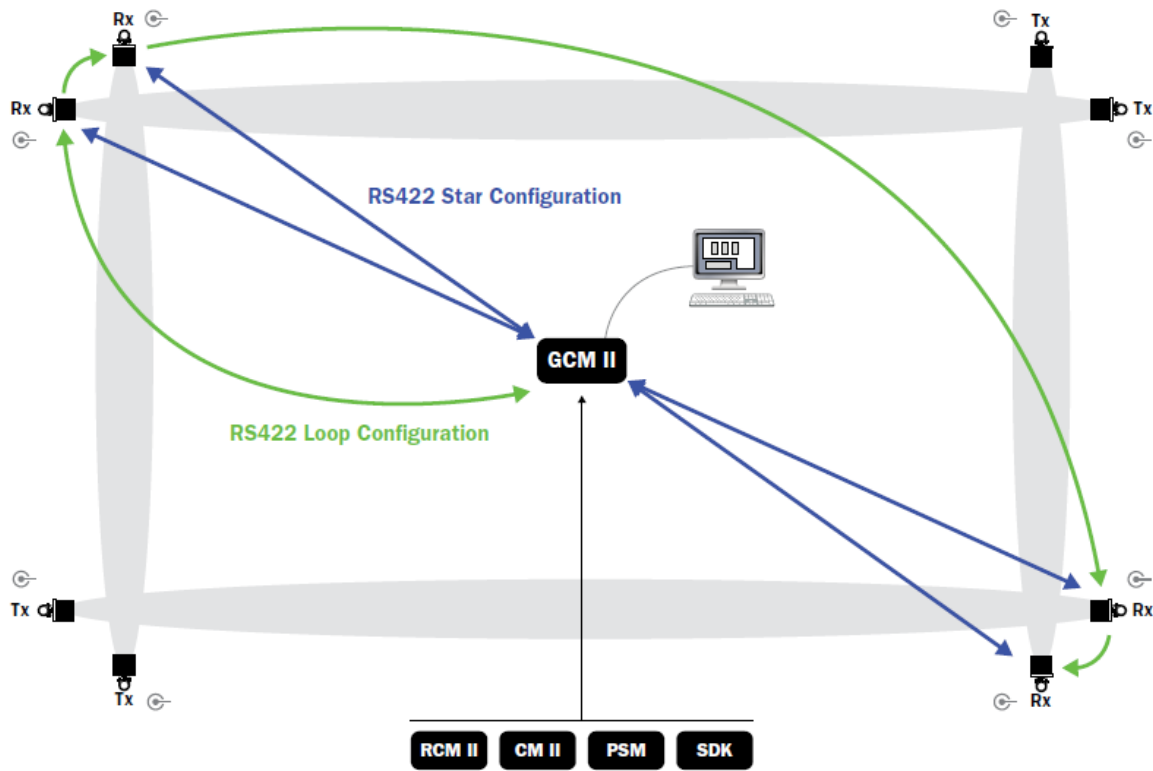 Rx
Tx
Rx
Tx
RS422 Star Configuration
GCM II
RS422 Loop Configuration
Tx
Rx
Tx
Rx
RCM II
CM II
PSM
SDK